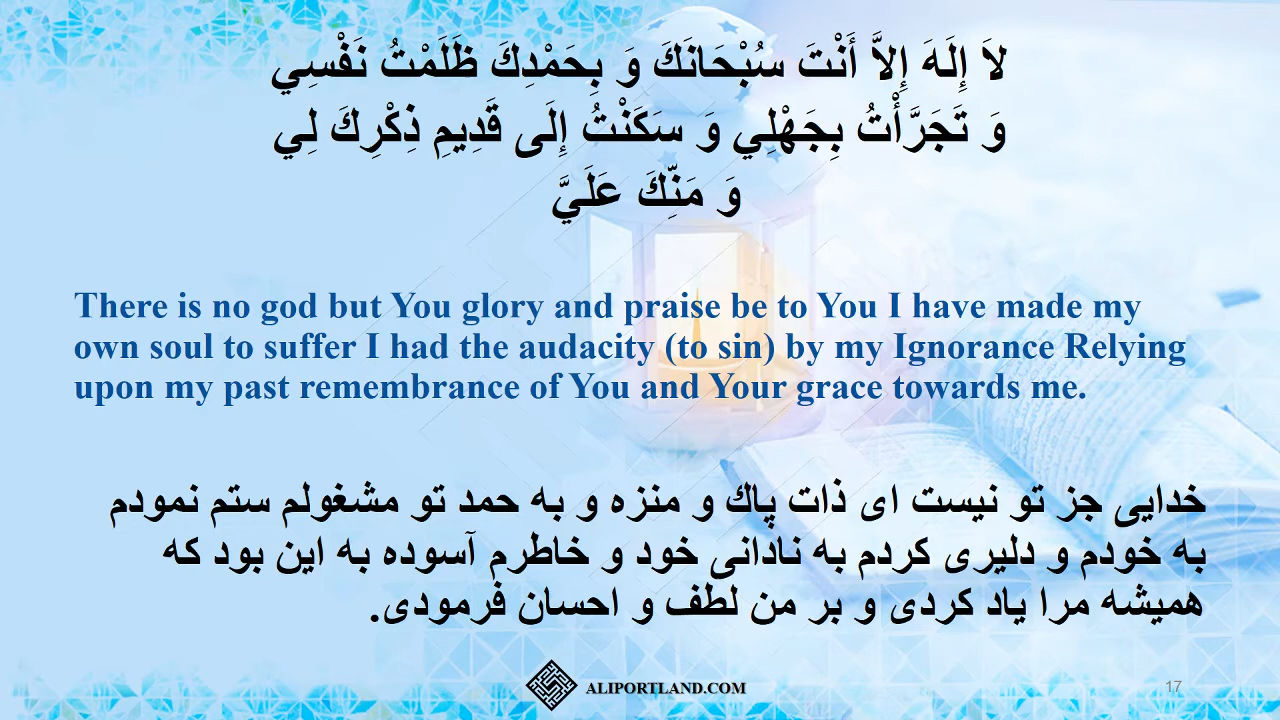 لاَ إِلَهَ إِلاَّ أَنْتَ سُبْحَانَكَ وَ بِحَمْدِكَ ظَلَمْتُ نَفْسِي
وَ تَجَرَّأْتُ بِجَهْلِي وَ سَكَنْتُ إِلَى قَدِيمِ ذِكْرِكَ لِي
وَ مَنِّكَ عَلَيَّ
There is no god but You glory and praise be to You I have made my
own soul to suffer I had the audacity (to sin) by my Ignorance Relying
upon my past remembrance of You and Your grace towards me.
خدایی جز تو نیست ای ذات پاك و منزه و به حمد تو مشغولم ستم نمودم
به خودم و دلیری کردم به نادانی خود و خاطرم آسوده به این بود که
همیشه مرا یاد کردی و بر من لطف و احسان فرمودی.
ALIPORTLAND.COM
17